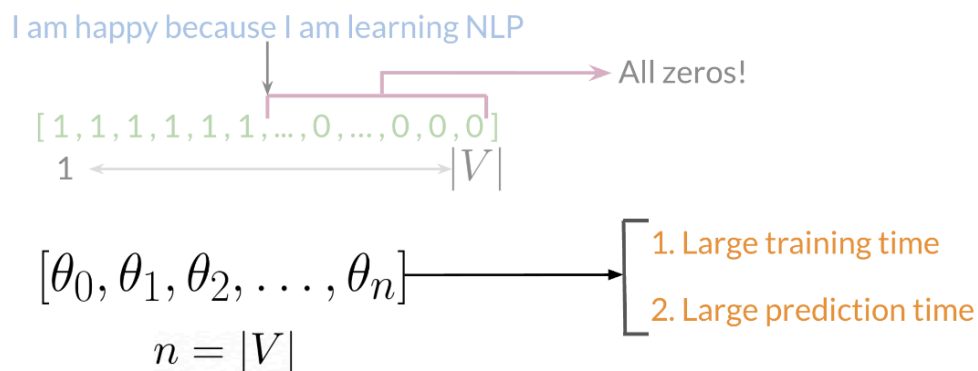 I am happy because I am learning NLP
All zeros!
[ 1 , 1 , 1 , 1 , 1 , 1 , ... , 0 , ... , 0 , 0 , 0 ]
1 |V|
[θ₀, θ₁, θ₂, . . . , θₙ]
1. Large training time
2. Large prediction time
n = |V|